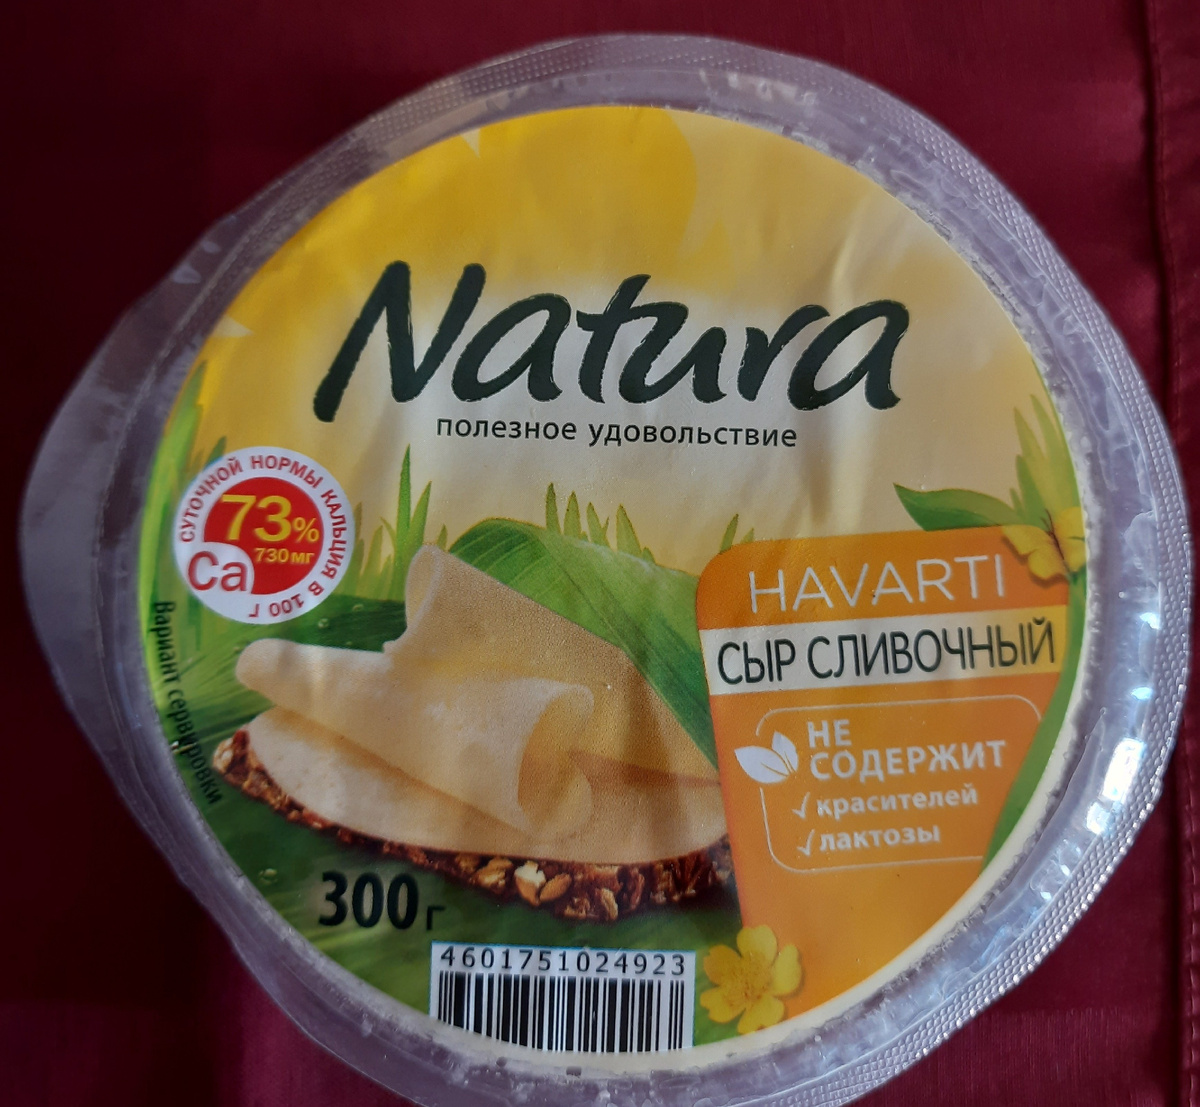 Natura
полезное удовольствие
СУТОЧНОЙ НОРМЫ КАЛЬЦИЯ В 100 Г
73%
730 мг
Ca
Вариант сервировки
HAVARTI
СЫР СЛИВОЧНЫЙ
НЕ
СОДЕРЖИТ
красителей
лактозы
300 г
4601751024923